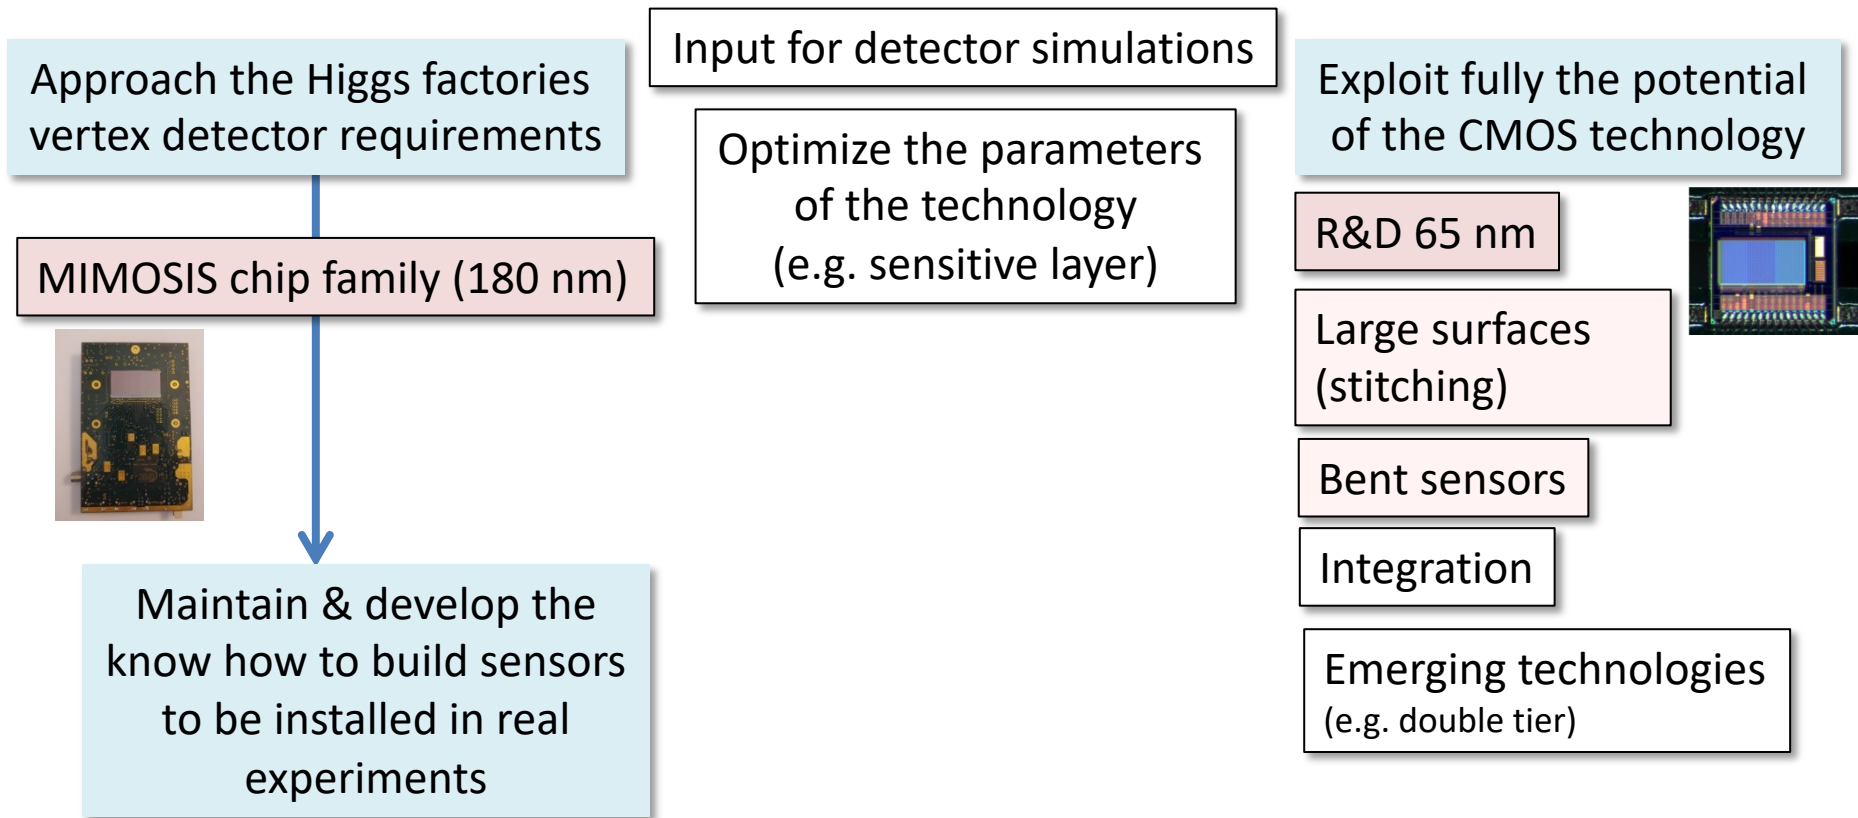 Approach the Higgs factories
vertex detector requirements
MIMOSIS chip family (180 nm)
Maintain & develop the
know how to build sensors
to be installed in real
experiments
Input for detector simulations
Optimize the parameters
of the technology
(e.g. sensitive layer)
Exploit fully the potential
of the CMOS technology
R&D 65 nm
Large surfaces
(stitching)
Bent sensors
Integration
Emerging technologies
(e.g. double tier)